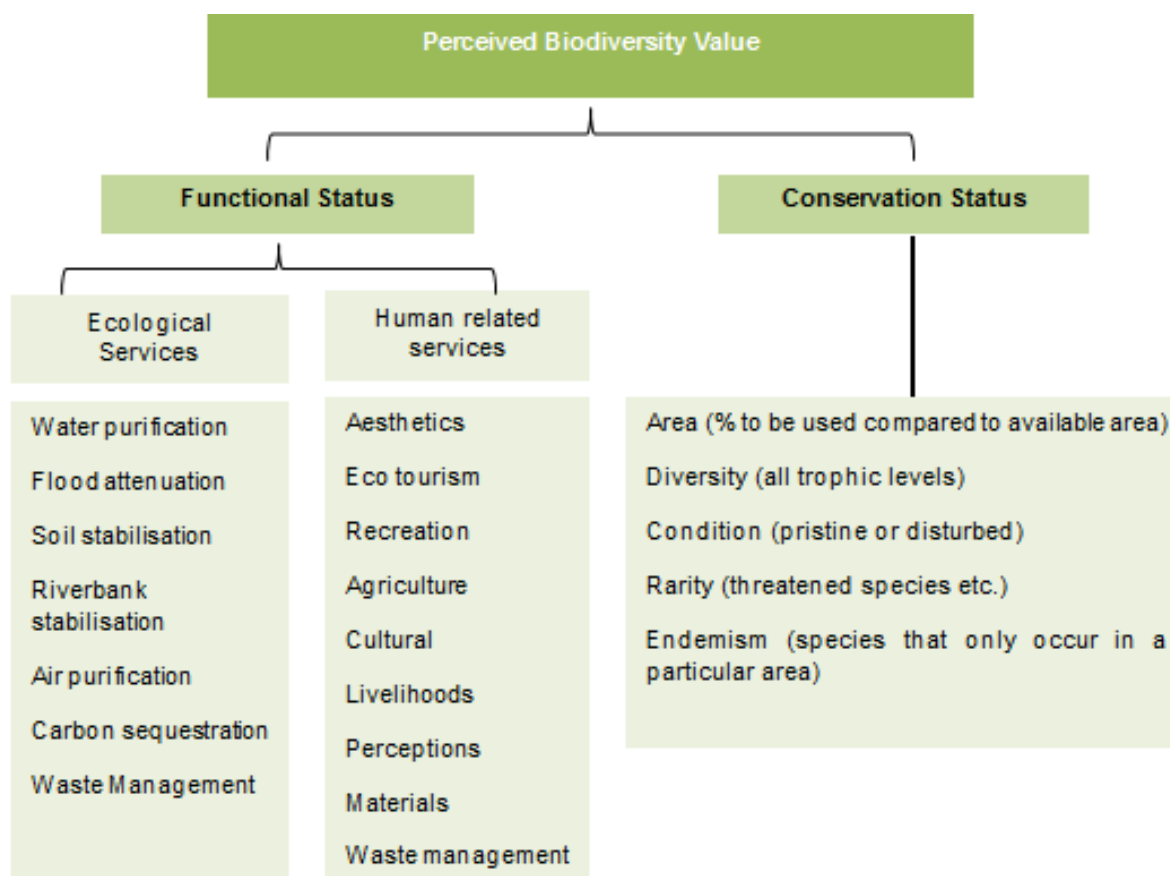 Perceived Biodiversity Value
Functional Status
Conservation Status
Ecological
Services
Human related
services
Water purification
Flood attenuation
Soil stabilisation
Riverbank
stabilisation
Air purification
Carbon sequestration
Waste Management
Aesthetics
Eco tourism
Recreation
Agriculture
Cultural
Livelihoods
Perceptions
Materials
Waste management
Area (% to be used compared to available area)
Diversity (all trophic levels)
Condition (pristine or disturbed)
Rarity (threatened species etc.)
Endemism (species that only occur in a
particular area)